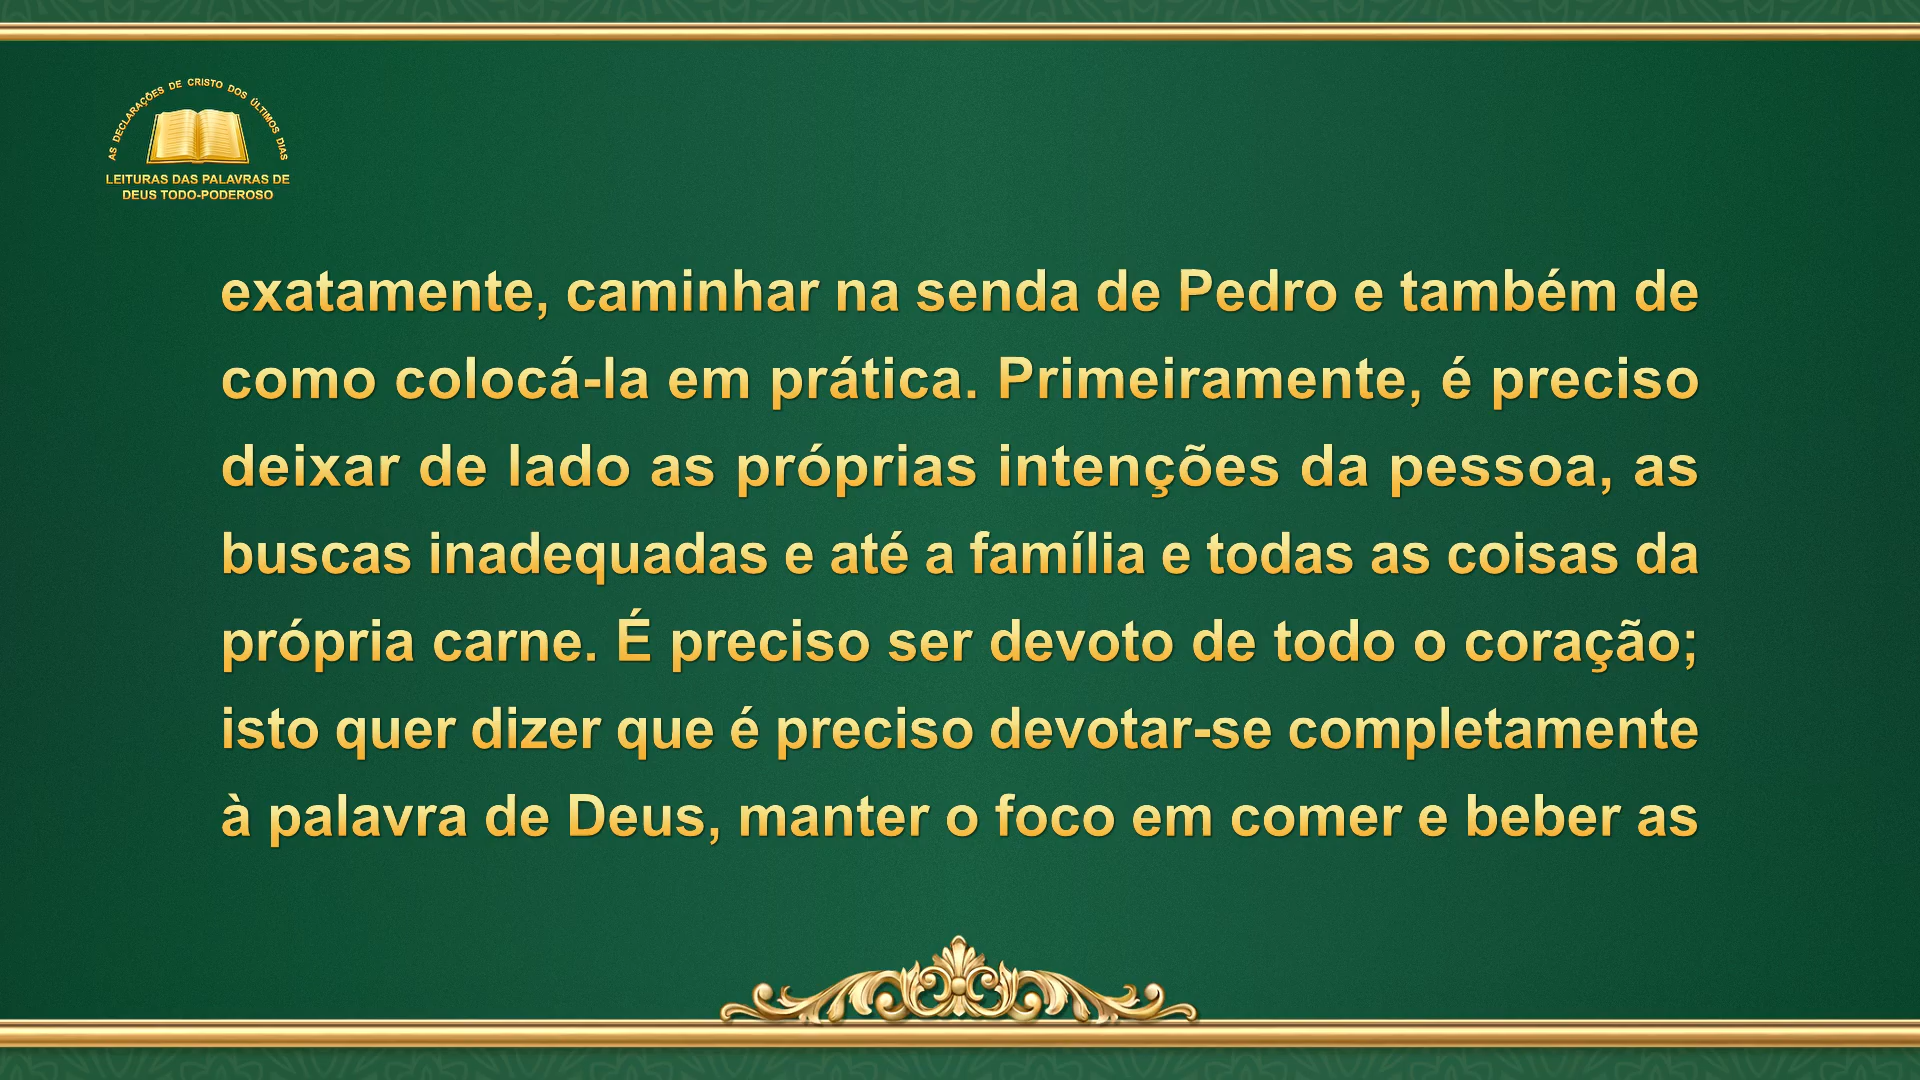 AS DECLARAÇÕES DE CRISTO DOS ÚLTIMOS DIAS
LEITURAS DAS PALAVRAS DE
DEUS TODO-PODEROSO
exatamente, caminhar na senda de Pedro e também de
como colocá-la em prática. Primeiramente, é preciso
deixar de lado as próprias intenções da pessoa, as
buscas inadequadas e até a família e todas as coisas da
própria carne. É preciso ser devoto de todo o coração;
isto quer dizer que é preciso devotar-se completamente
à palavra de Deus, manter o foco em comer e beber as